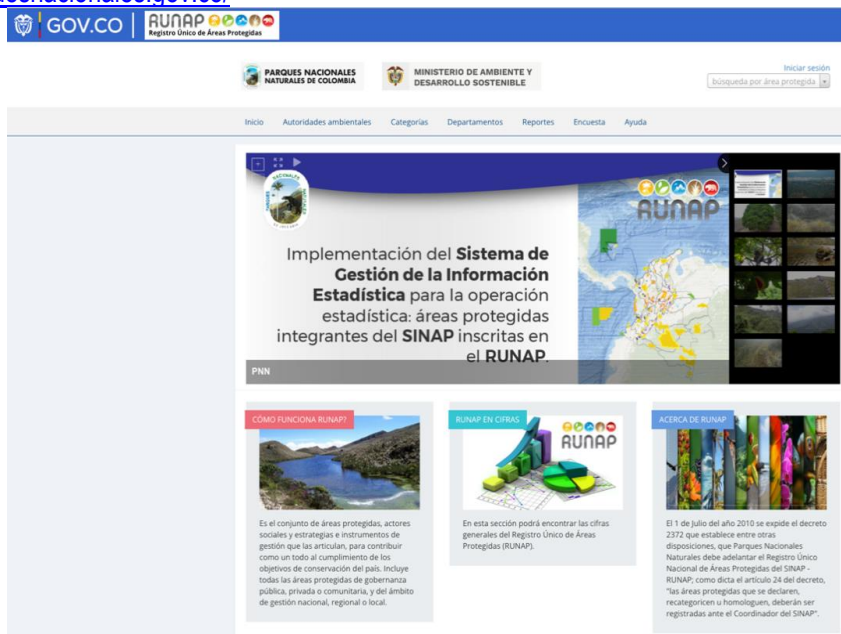 GOV.CO
RUNAP
Registro Único de Áreas Protegidas
PARQUES NACIONALES
NATURALES DE COLOMBIA
MINISTERIO DE AMBIENTE Y
DESARROLLO SOSTENIBLE
Iniciar sesión
búsqueda por área protegida
Inicio Autoridades ambientales Categorías Departamentos Reportes Encuesta Ayuda
RUNAP
Implementación del Sistema de
Gestión de la Información
Estadística para la operación
estadística: áreas protegidas
integrantes del SINAP inscritas en
el RUNAP.
PNN
CÓMO FUNCIONA RUNAP?
Es el conjunto de áreas protegidas, actores
sociales y estrategias e instrumentos de
gestión que las articulan, para contribuir
como un todo al cumplimiento de los
objetivos de conservación del país. Incluye
todas las áreas protegidas de gobernanza
pública, privada o comunitaria, y del ámbito
de gestión nacional, regional o local.
RUNAP EN CIFRAS
RUNAP
En esta sección podrá encontrar las cifras
generales del Registro Único de Áreas
Protegidas (RUNAP).
ACERCA DE RUNAP
El 1 de Julio del año 2010 se expide el decreto
2372 que establece entre otras
disposiciones, que Parques Nacionales
Naturales debe adelantar el Registro Único
Nacional de Áreas Protegidas del SINAP -
RUNAP; como dicta el artículo 24 del decreto,
"las áreas protegidas que se declaren,
recategoricen u homologuen, deberán ser
registradas ante el Coordinador del SINAP".